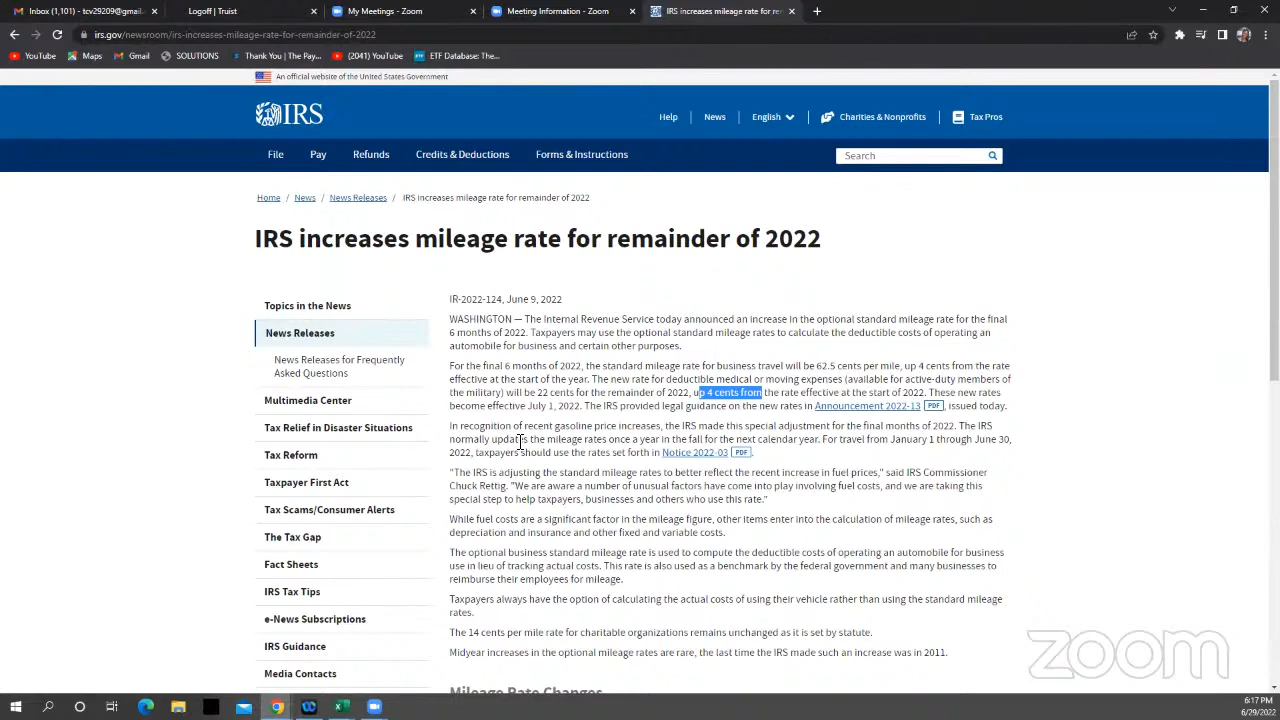 Inbox (1,101) - tcv29209@gmail.
Logoff | Truist
My Meetings - Zoom
Meeting Information - Zoom
IRS increases mileage rate for rer
irs.gov/newsroom/irs-increases-mileage-rate-for-remainder-of-2022
YouTube
Maps
Gmail
SOLUTIONS
Thank You | The Pay...
(2041) YouTube
ETF Database: The...
An official website of the United States Government
IRS
Help
News
English
Charities & Nonprofits
Tax Pros
File
Pay
Refunds
Credits & Deductions
Forms & Instructions
Search
Home / News / News Releases / IRS increases mileage rate for remainder of 2022
IRS increases mileage rate for remainder of 2022
Topics in the News
News Releases
News Releases for Frequently
Asked Questions
Multimedia Center
Tax Relief in Disaster Situations
Tax Reform
Taxpayer First Act
Tax Scams/Consumer Alerts
The Tax Gap
Fact Sheets
IRS Tax Tips
e-News Subscriptions
IRS Guidance
Media Contacts
IR-2022-124, June 9, 2022
WASHINGTON — The Internal Revenue Service today announced an increase in the optional standard mileage rate for the final
6 months of 2022. Taxpayers may use the optional standard mileage rates to calculate the deductible costs of operating an
automobile for business and certain other purposes.
For the final 6 months of 2022, the standard mileage rate for business travel will be 62.5 cents per mile, up 4 cents from the rate
effective at the start of the year. The new rate for deductible medical or moving expenses (available for active-duty members of
the military) will be 22 cents for the remainder of 2022, up 4 cents from the rate effective at the start of 2022. These new rates
become effective July 1, 2022. The IRS provided legal guidance on the new rates in Announcement 2022-13 PDF, issued today.
In recognition of recent gasoline price increases, the IRS made this special adjustment for the final months of 2022. The IRS
normally updates the mileage rates once a year in the fall for the next calendar year. For travel from January 1 through June 30,
2022, taxpayers should use the rates set forth in Notice 2022-03 PDF.
"The IRS is adjusting the standard mileage rates to better reflect the recent increase in fuel prices," said IRS Commissioner
Chuck Rettig. "We are aware a number of unusual factors have come into play involving fuel costs, and we are taking this
special step to help taxpayers, businesses and others who use this rate."
While fuel costs are a significant factor in the mileage figure, other items enter into the calculation of mileage rates, such as
depreciation and insurance and other fixed and variable costs.
The optional business standard mileage rate is used to compute the deductible costs of operating an automobile for business
use in lieu of tracking actual costs. This rate is also used as a benchmark by the federal government and many businesses to
reimburse their employees for mileage.
Taxpayers always have the option of calculating the actual costs of using their vehicle rather than using the standard mileage
rates.
The 14 cents per mile rate for charitable organizations remains unchanged as it is set by statute.
Midyear increases in the optional mileage rates are rare, the last time the IRS made such an increase was in 2011.
Mileage Rate Changes
zoom
6:17 PM
6/29/2022